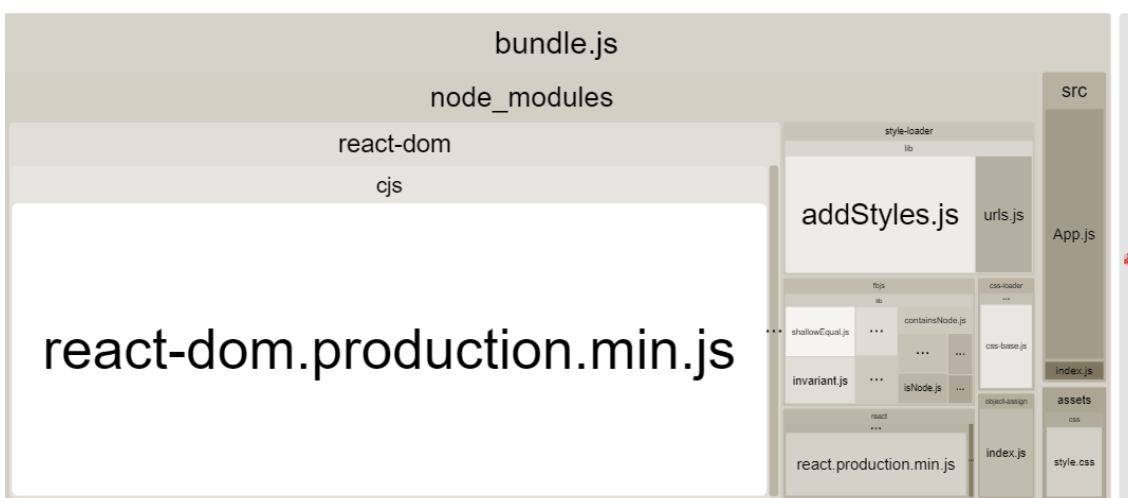 bundle.js
node_modules
react-dom
cjs
react-dom.production.min.js
...
style-loader
lib
addStyles.js
urls.js
fbjs
lib
shallowEqual.js
...
containsNode.js
...
...
invariant.js
...
isNode.js
...
css-loader
...
css-base.js
react
...
react.production.min.js
object-assign
index.js
src
App.js
index.js
assets
css
style.css